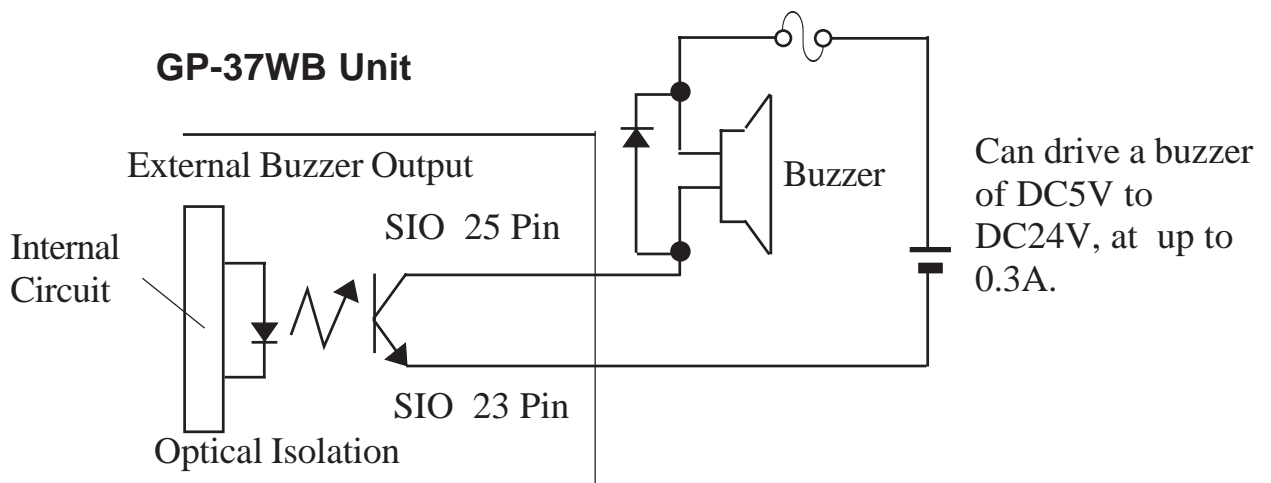 GP-37WB Unit
External Buzzer Output
SIO 25 Pin
Internal
Circuit
SIO 23 Pin
Optical Isolation
Buzzer
Can drive a buzzer
of DC5V to
DC24V, at up to
0.3A.